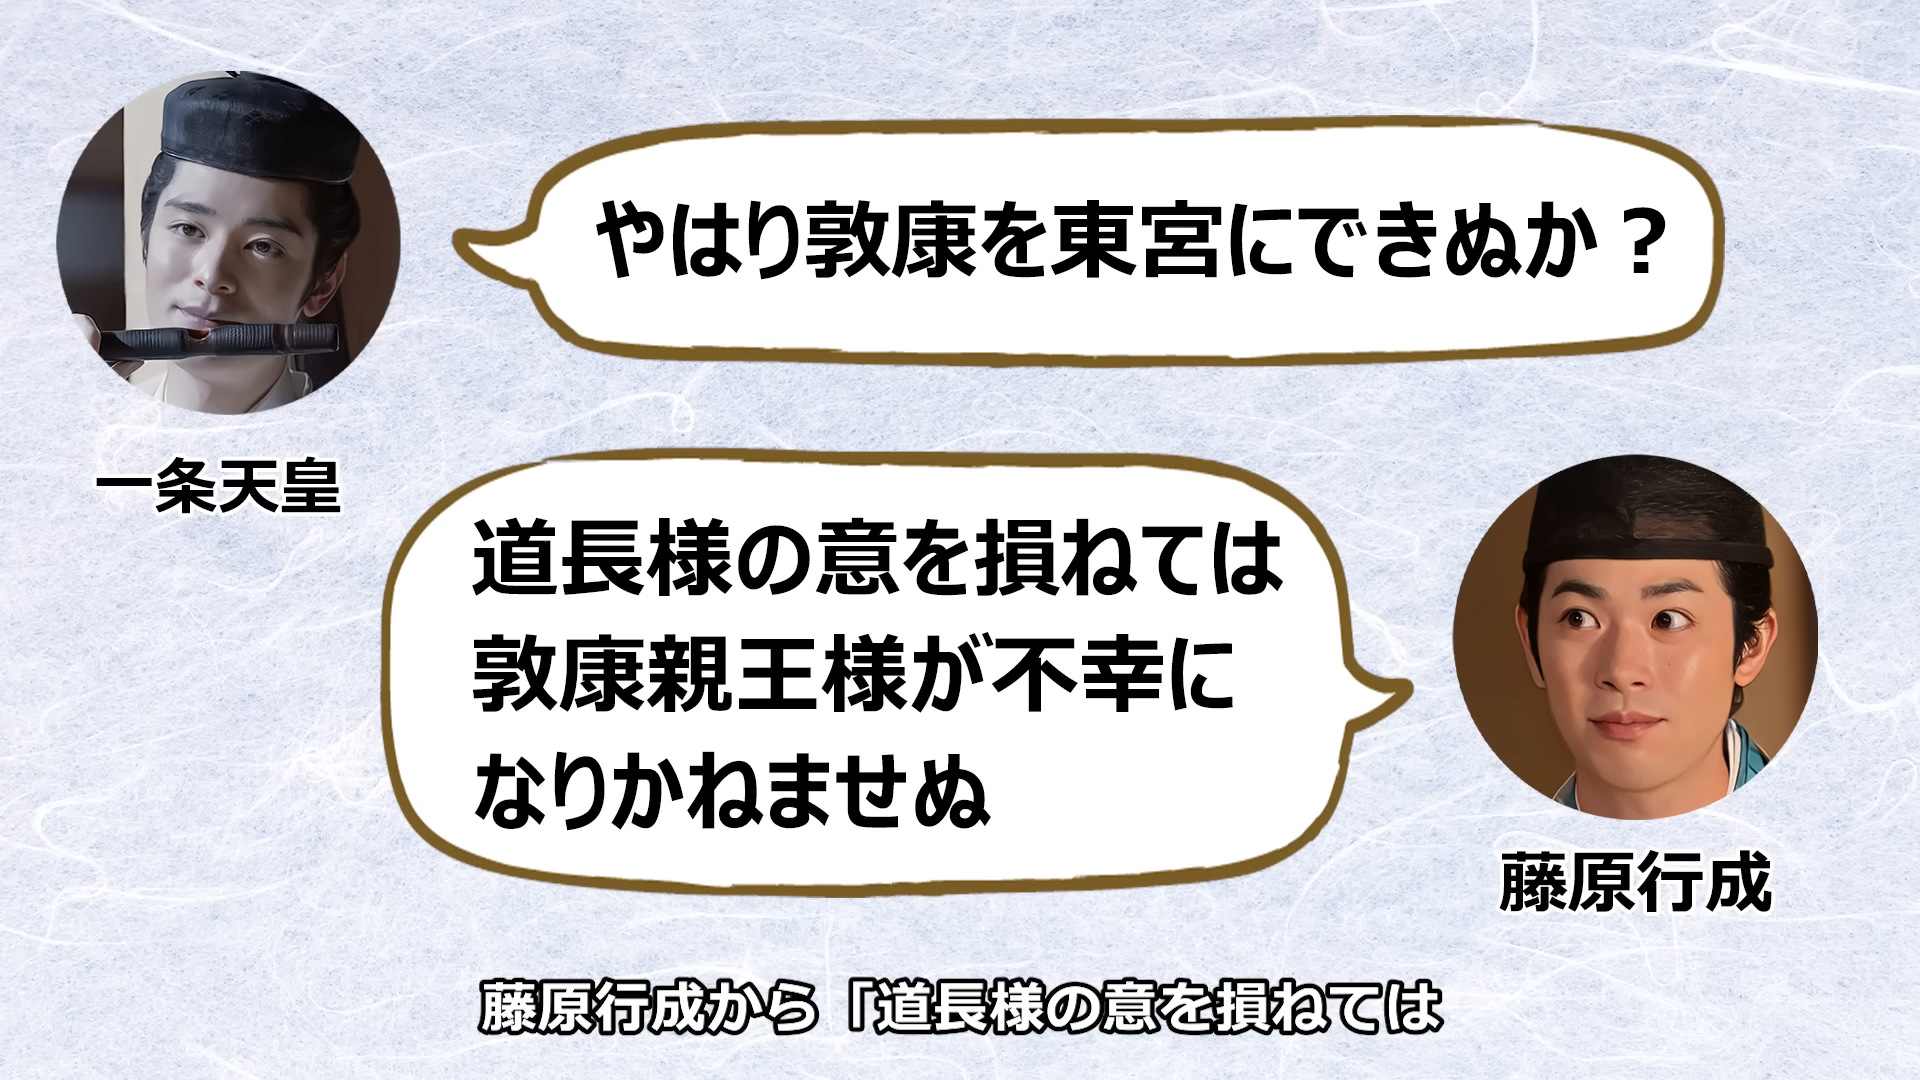 やはり敦康を東宮にできぬか？
一条天皇
道長様の意を損ねては
敦康親王様が不幸に
なりかねませぬ
藤原行成
藤原行成から「道長様の意を損ねては